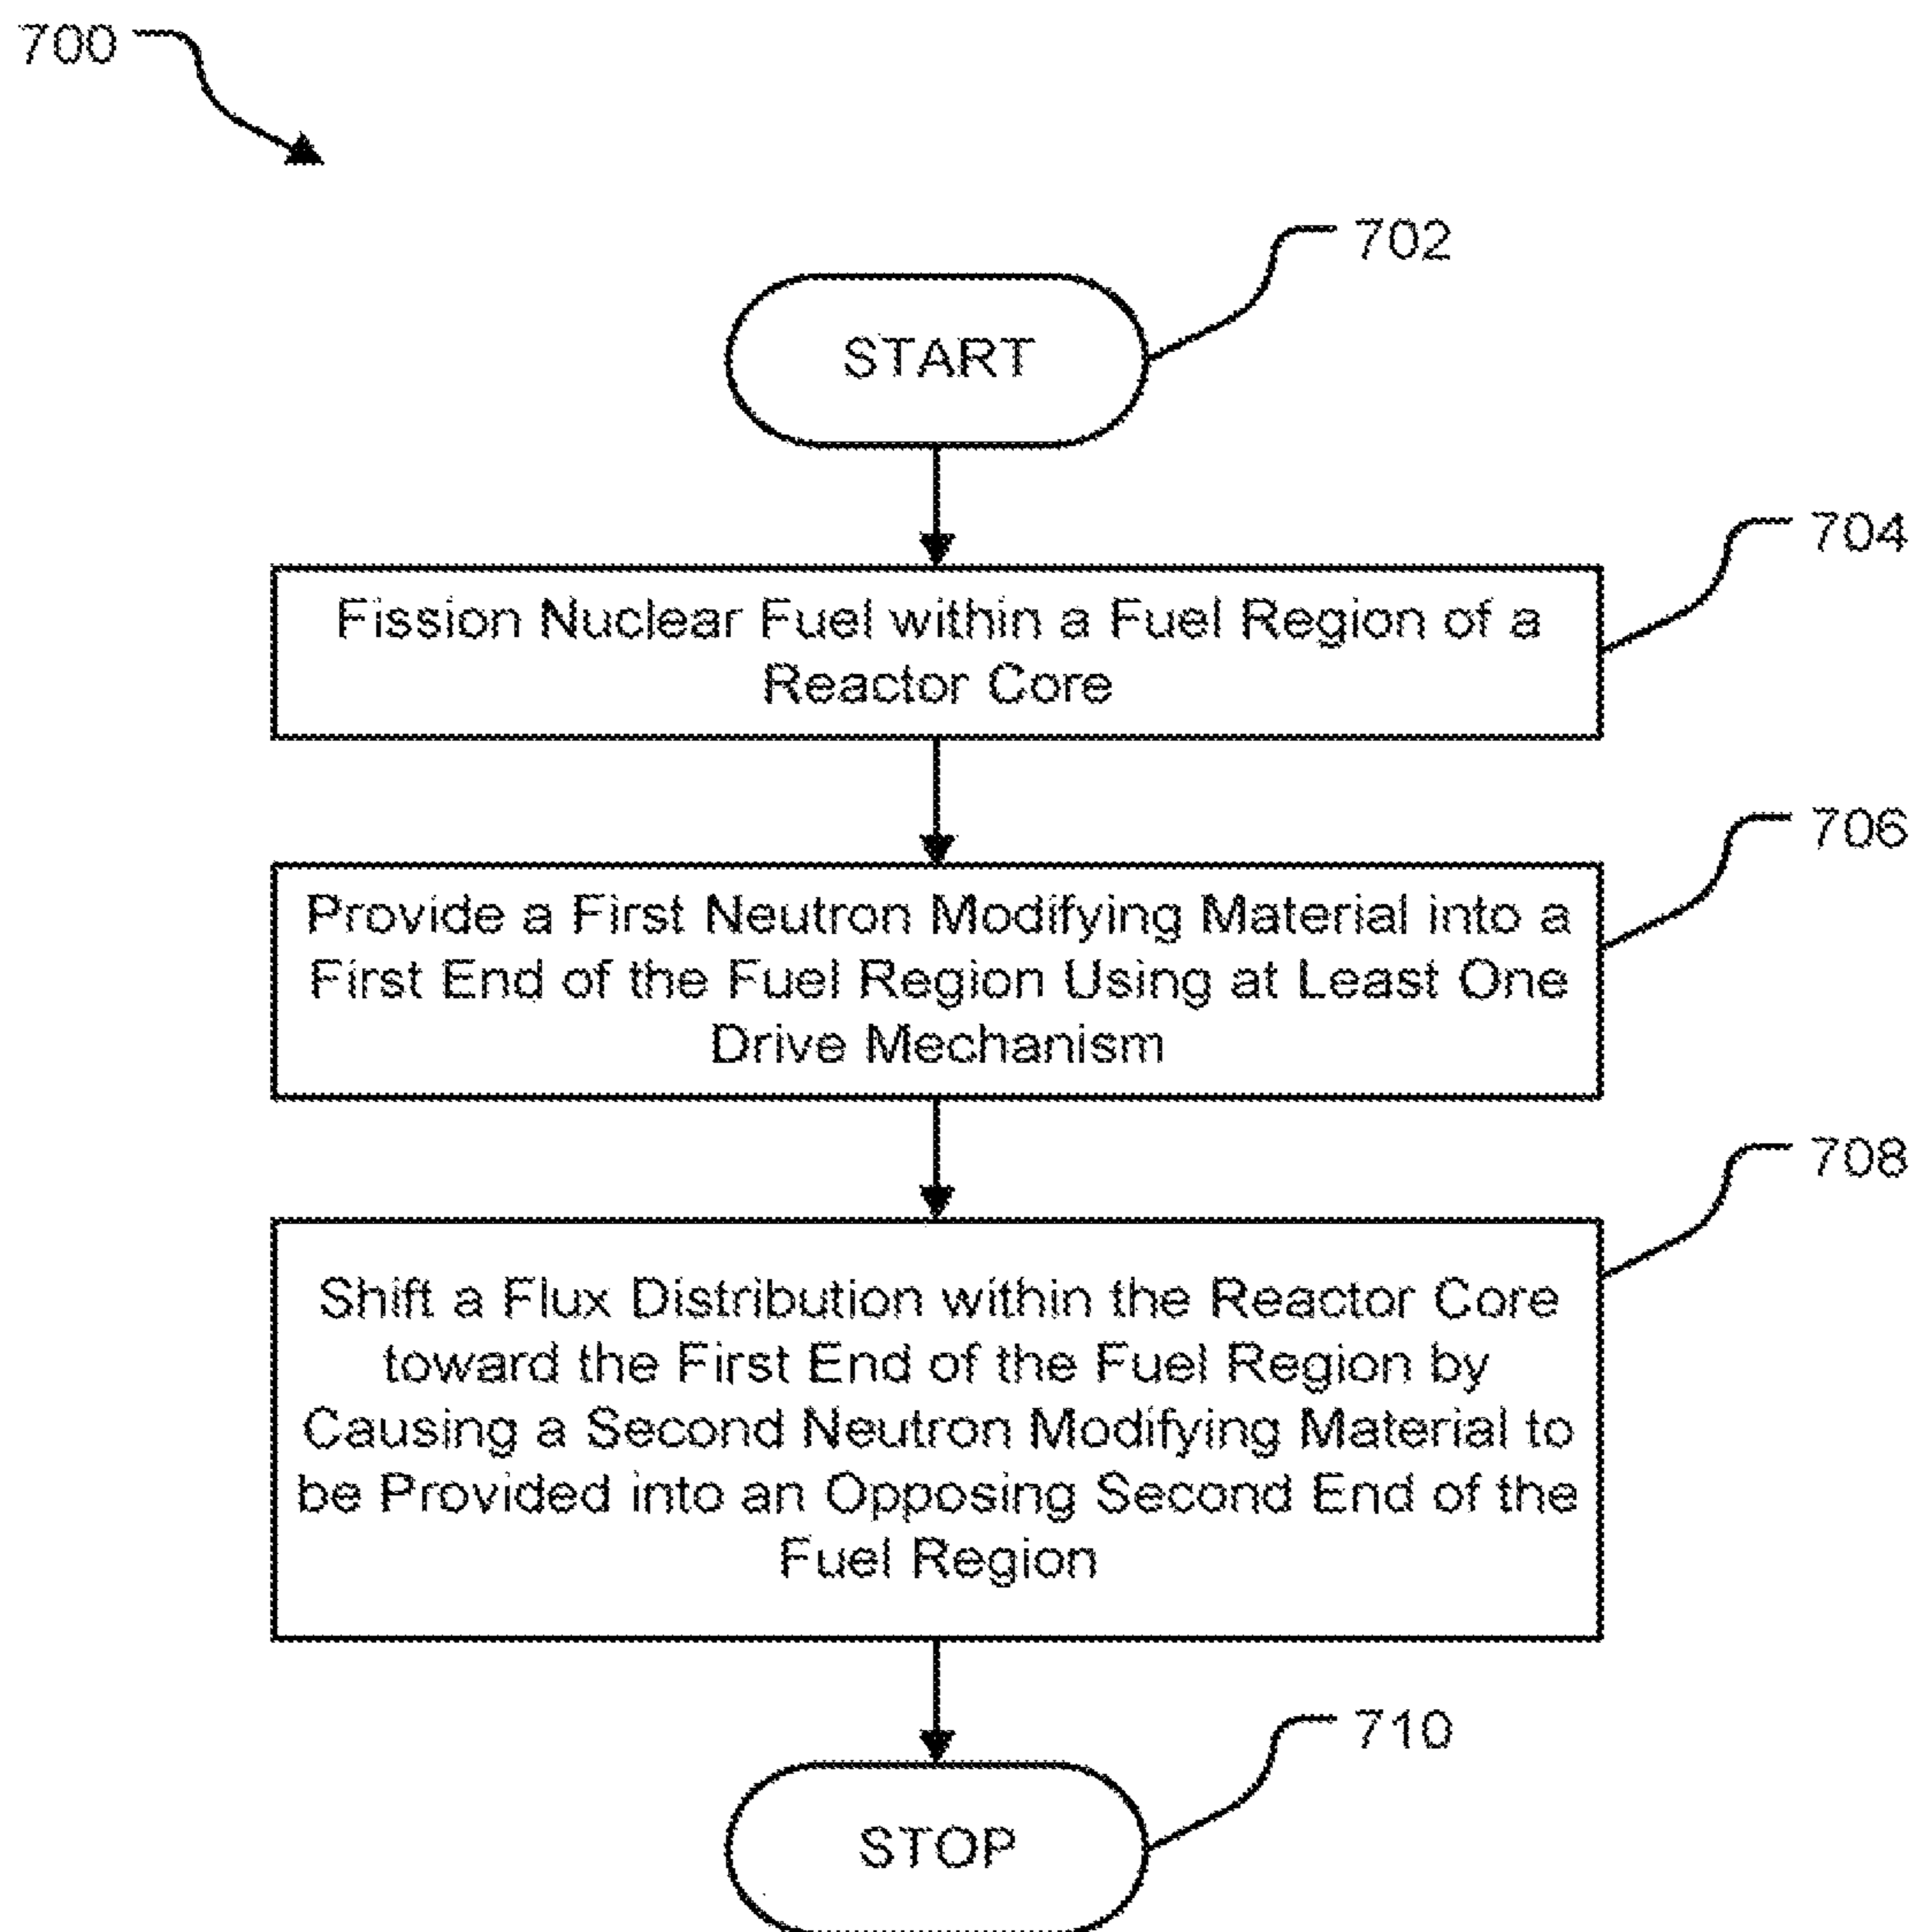 700
702
START
704
Fission Nuclear Fuel within a Fuel Region of a
Reactor Core
706
Provide a First Neutron Modifying Material into a
First End of the Fuel Region Using at Least One
Drive Mechanism
708
Shift a Flux Distribution within the Reactor Core
toward the First End of the Fuel Region by
Causing a Second Neutron Modifying Material to
be Provided into an Opposing Second End of the
Fuel Region
710
STOP